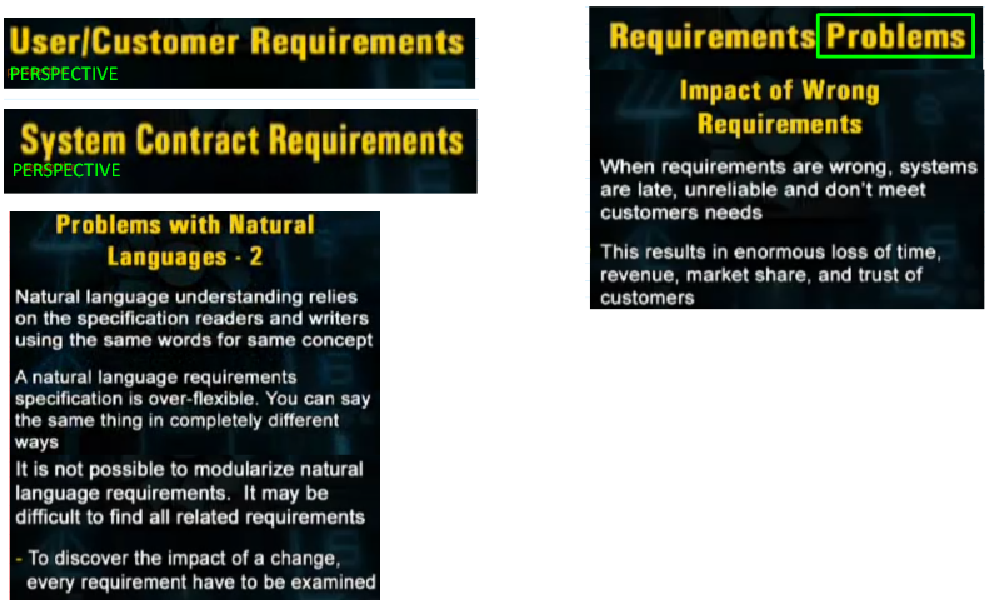 User/Customer Requirements
PERSPECTIVE
System Contract Requirements
PERSPECTIVE
Problems with Natural
Languages - 2
Natural language understanding relies
on the specification readers and writers
using the same words for same concept
A natural language requirements
specification is over-flexible. You can say
the same thing in completely different
ways
It is not possible to modularize natural
language requirements. It may be
difficult to find all related requirements
- To discover the impact of a change,
every requirement have to be examined
Requirements Problems
Impact of Wrong
Requirements
When requirements are wrong, systems
are late, unreliable and don't meet
customers needs
This results in enormous loss of time,
revenue, market share, and trust of
customers